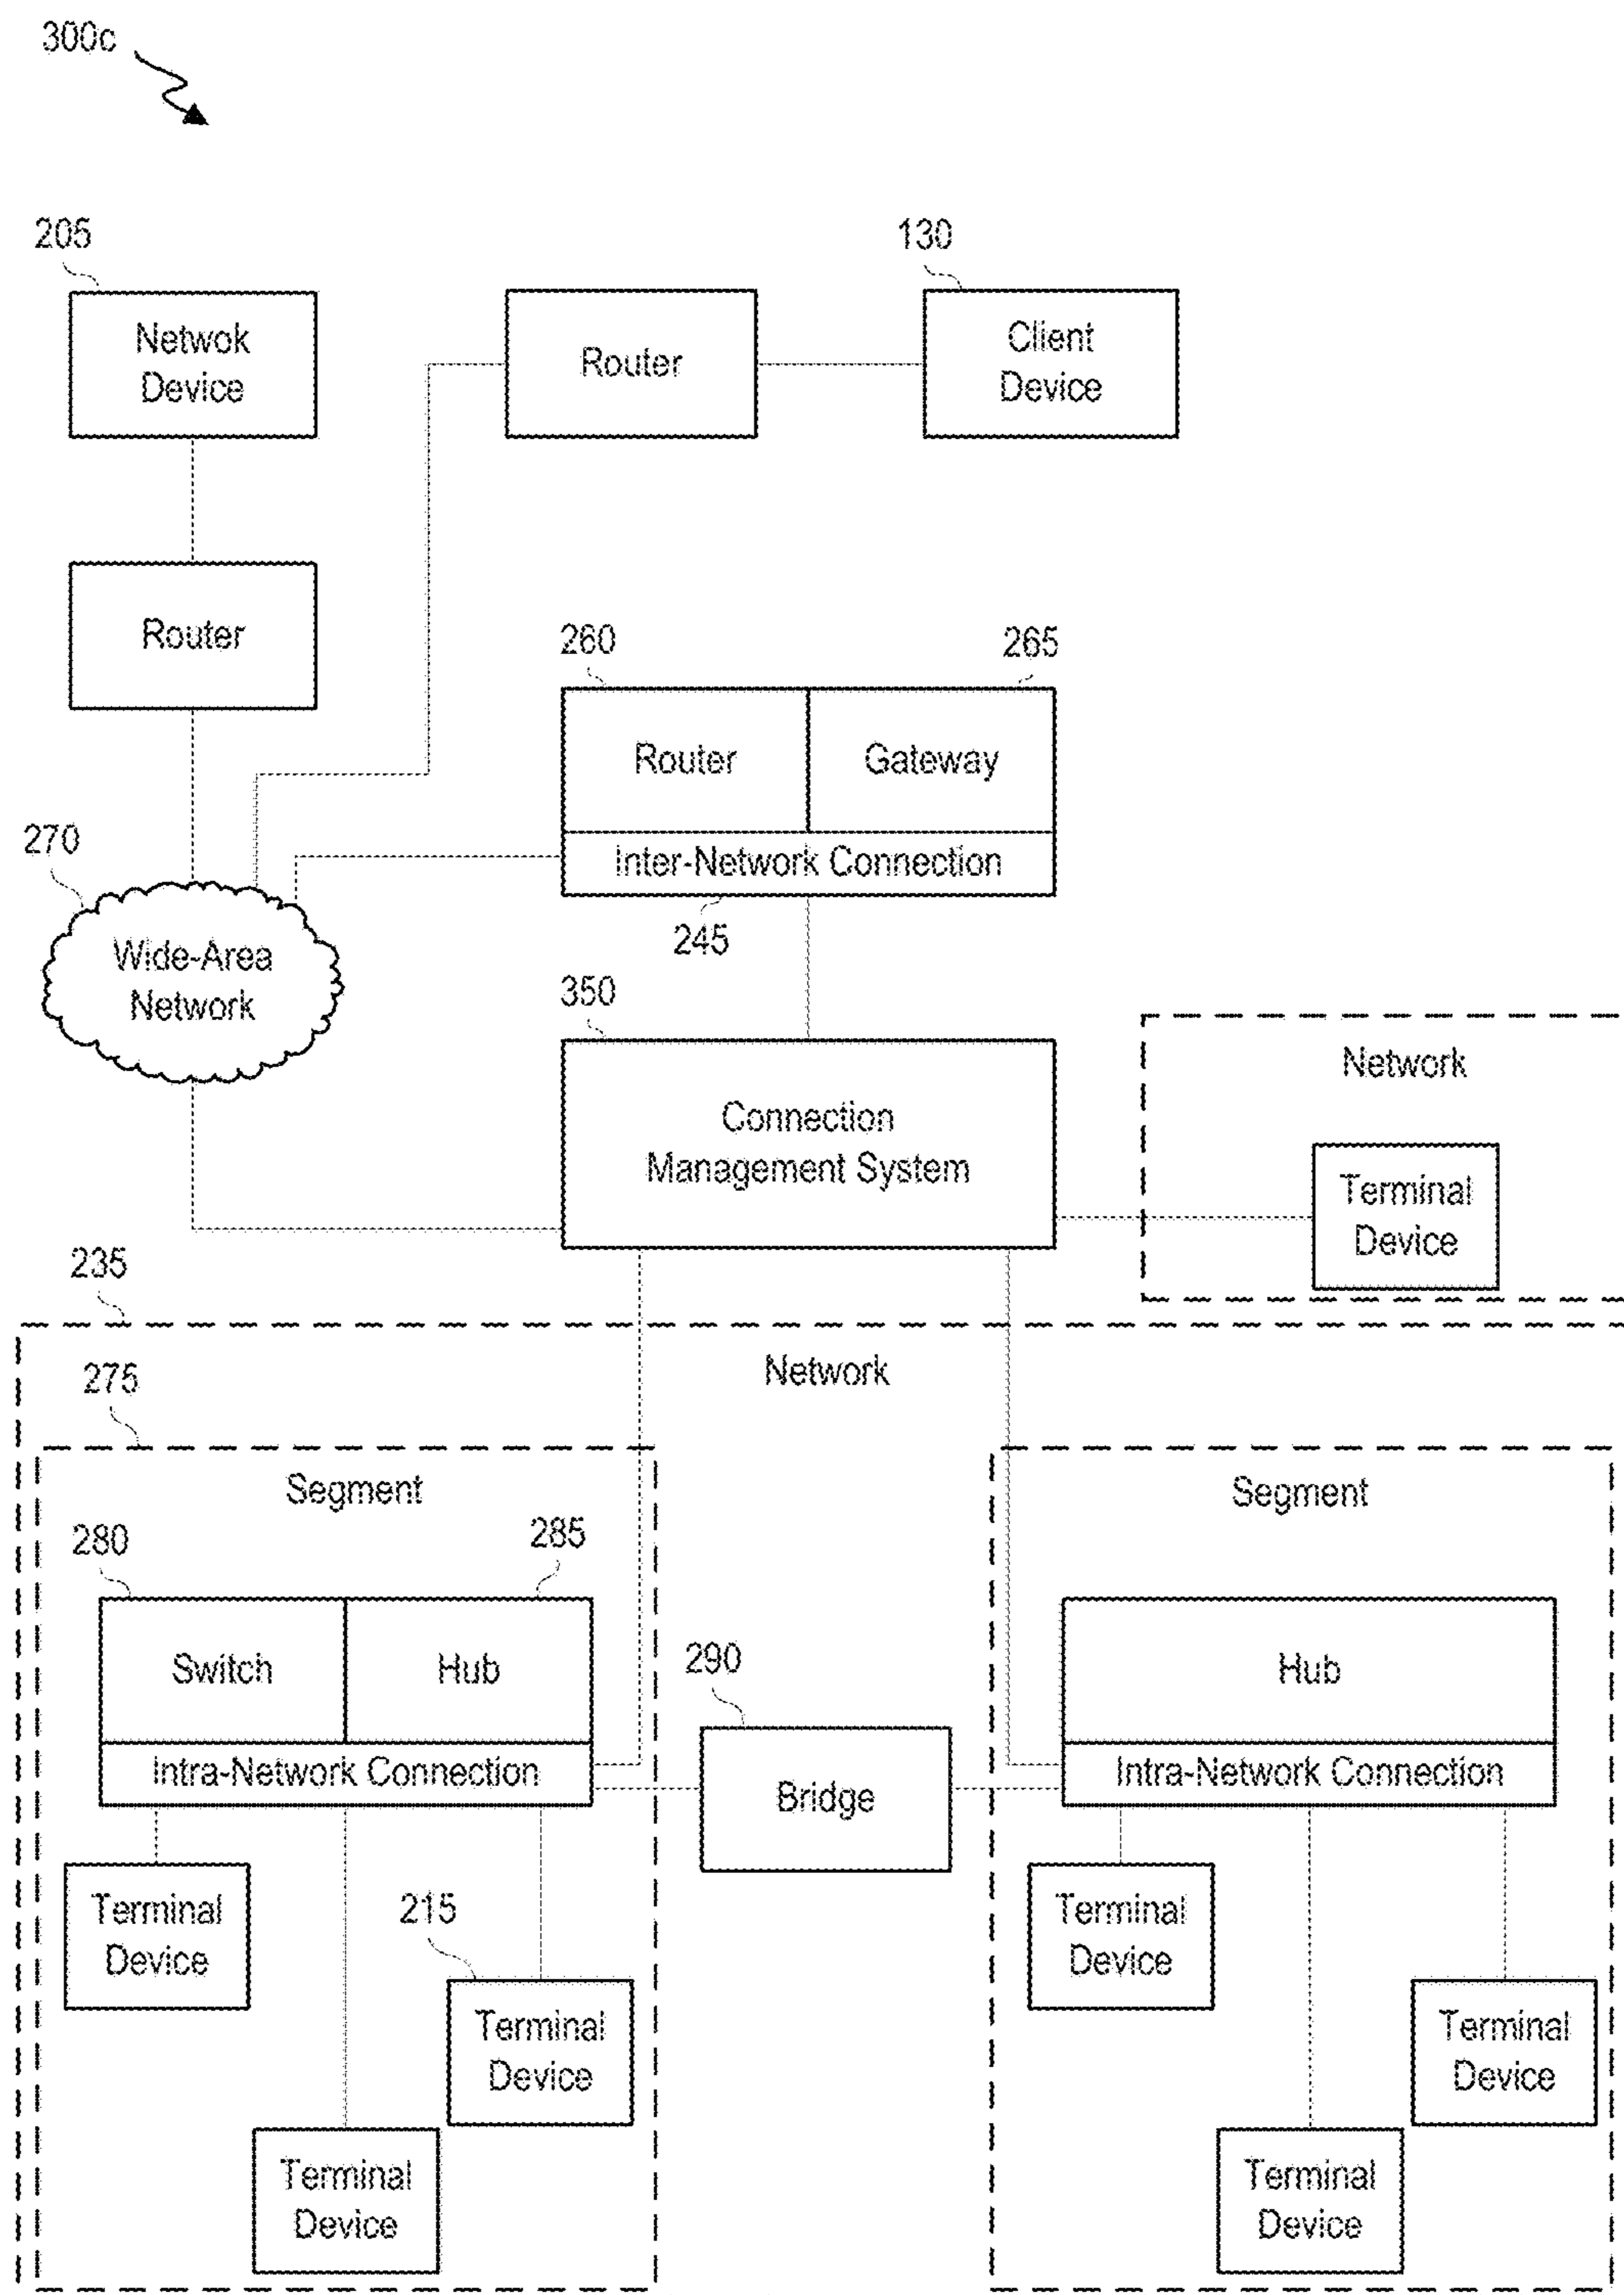 300c
205
130
Netwok
Device
Router
Client
Device
Router
260
265
Router
Gateway
Inter-Network Connection
245
270
Wide-Area
Network
350
Connection
Management System
Network
Terminal
Device
235
Network
275
Segment
Segment
280
285
Switch
Hub
Intra-Network Connection
290
Bridge
Hub
Intra-Network Connection
Terminal
Device
215
Terminal
Device
Terminal
Device
Terminal
Device
Terminal
Device
Terminal
Device